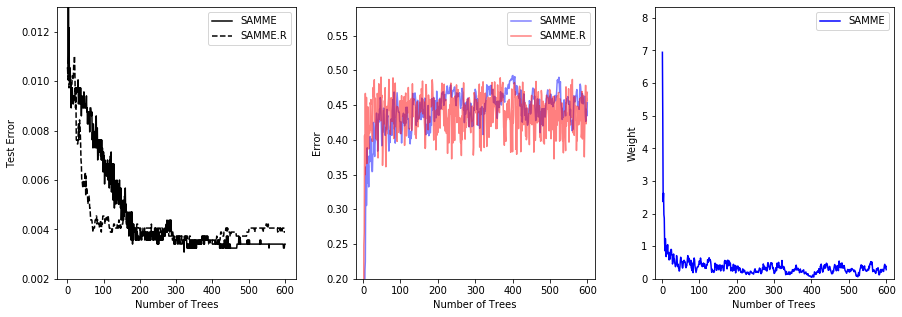 0.012
0.010
0.008
0.006
0.004
0.002
Test Error
0 100 200 300 400 500 600
Number of Trees
SAMME
SAMME.R
0.55
0.50
0.45
0.40
0.35
0.30
0.25
0.20
Error
0 100 200 300 400 500 600
Number of Trees
SAMME
SAMME.R
8
7
6
5
4
3
2
1
0
Weight
0 100 200 300 400 500 600
Number of Trees
SAMME